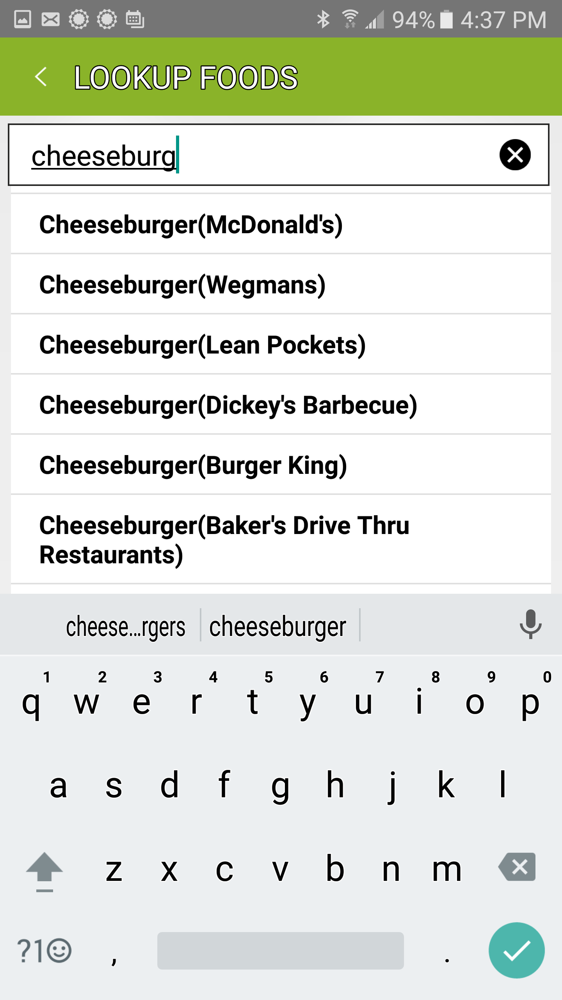 94% 4:37 PM
LOOKUP FOODS
cheeseburg
Cheeseburger(McDonald's)
Cheeseburger(Wegmans)
Cheeseburger(Lean Pockets)
Cheeseburger(Dickey's Barbecue)
Cheeseburger(Burger King)
Cheeseburger(Baker's Drive Thru
Restaurants)
cheese...rgers cheeseburger
1 2 3 4 5 6 7 8 9 0
q w e r t y u i o p
a s d f g h j k l
z x c v b n m
?1☺ , .